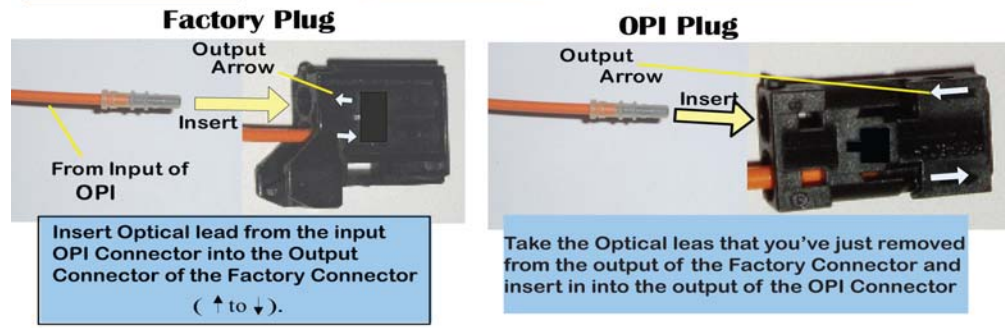 Factory Plug
Output
Arrow
Insert
From Input of
OPI
Insert Optical lead from the input
OPI Connector into the Output
Connector of the Factory Connector
( ↑ to ↓ ).
OPI Plug
Output
Arrow
Insert
Take the Optical leas that you've just removed
from the output of the Factory Connector and
insert in into the output of the OPI Connector